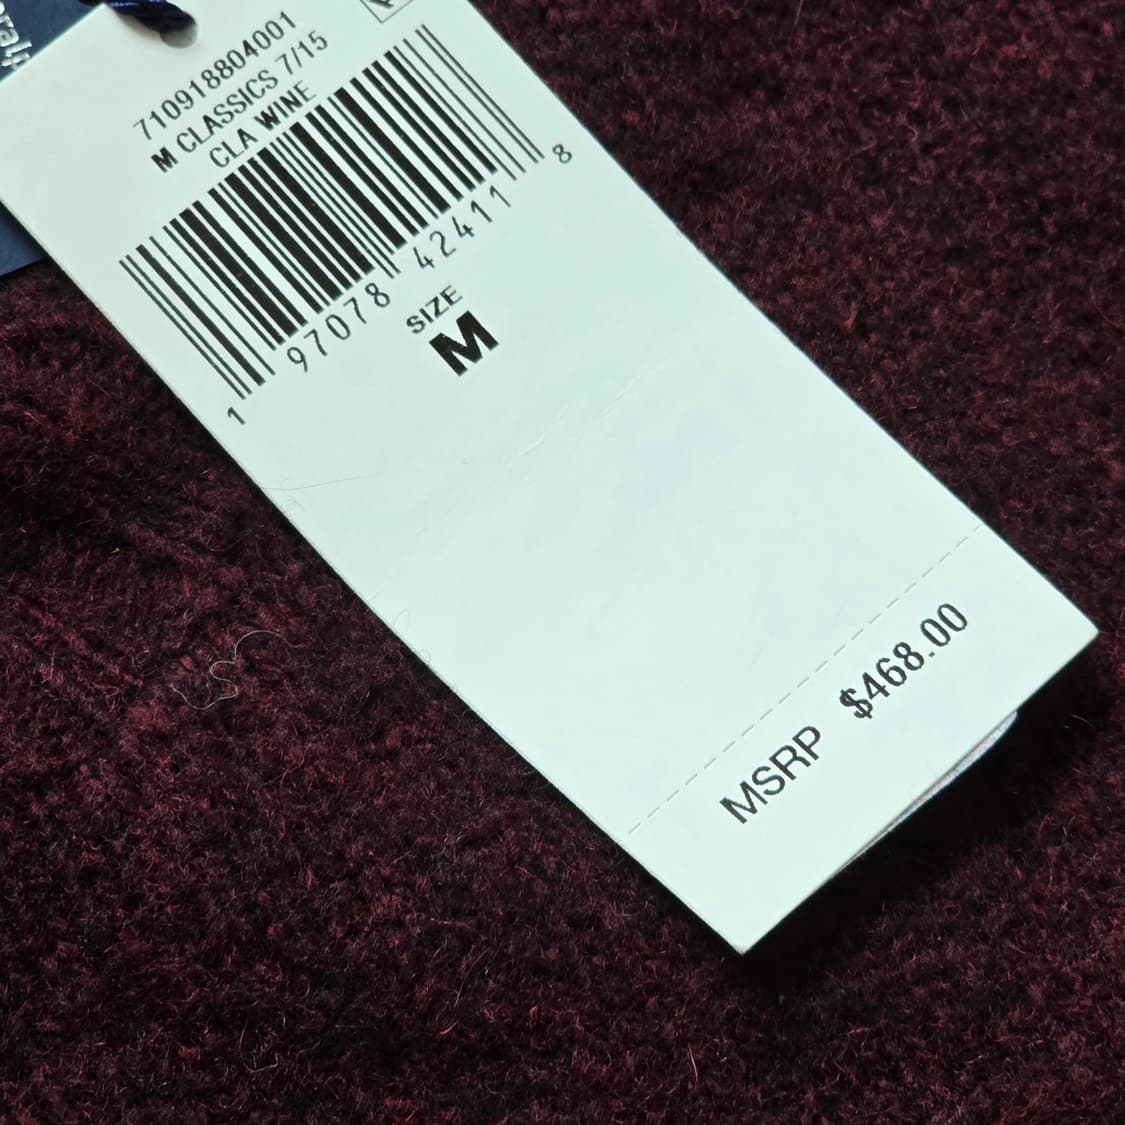 710918804001
M CLASSICS 7/15
CLA WINE
1 97078 42411 8
SIZE
M
MSRP $468.00